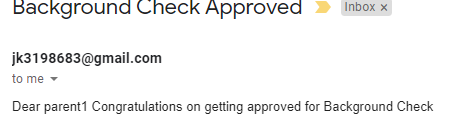 Background Check Approved Inbox ×
jk3198683@gmail.com
to me
Dear parent1 Congratulations on getting approved for Background Check